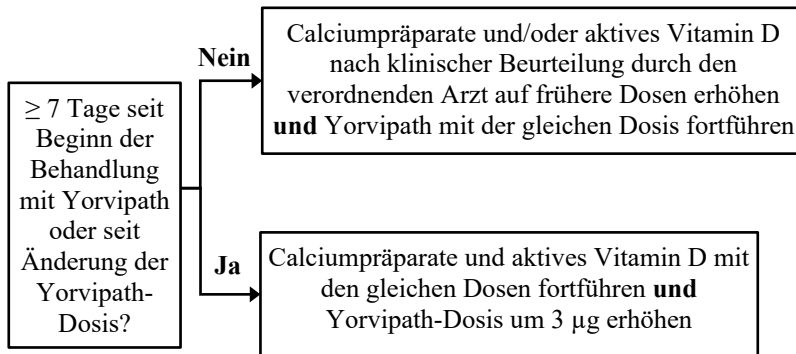 ≥ 7 Tage seit
Beginn der
Behandlung
mit Yorvipath
oder seit
Änderung der
Yorvipath-
Dosis?
Nein
Calciumpräparate und/oder aktives Vitamin D
nach klinischer Beurteilung durch den
verordnenden Arzt auf frühere Dosen erhöhen
und Yorvipath mit der gleichen Dosis fortführen
Ja
Calciumpräparate und aktives Vitamin D mit
den gleichen Dosen fortführen und
Yorvipath-Dosis um 3 µg erhöhen